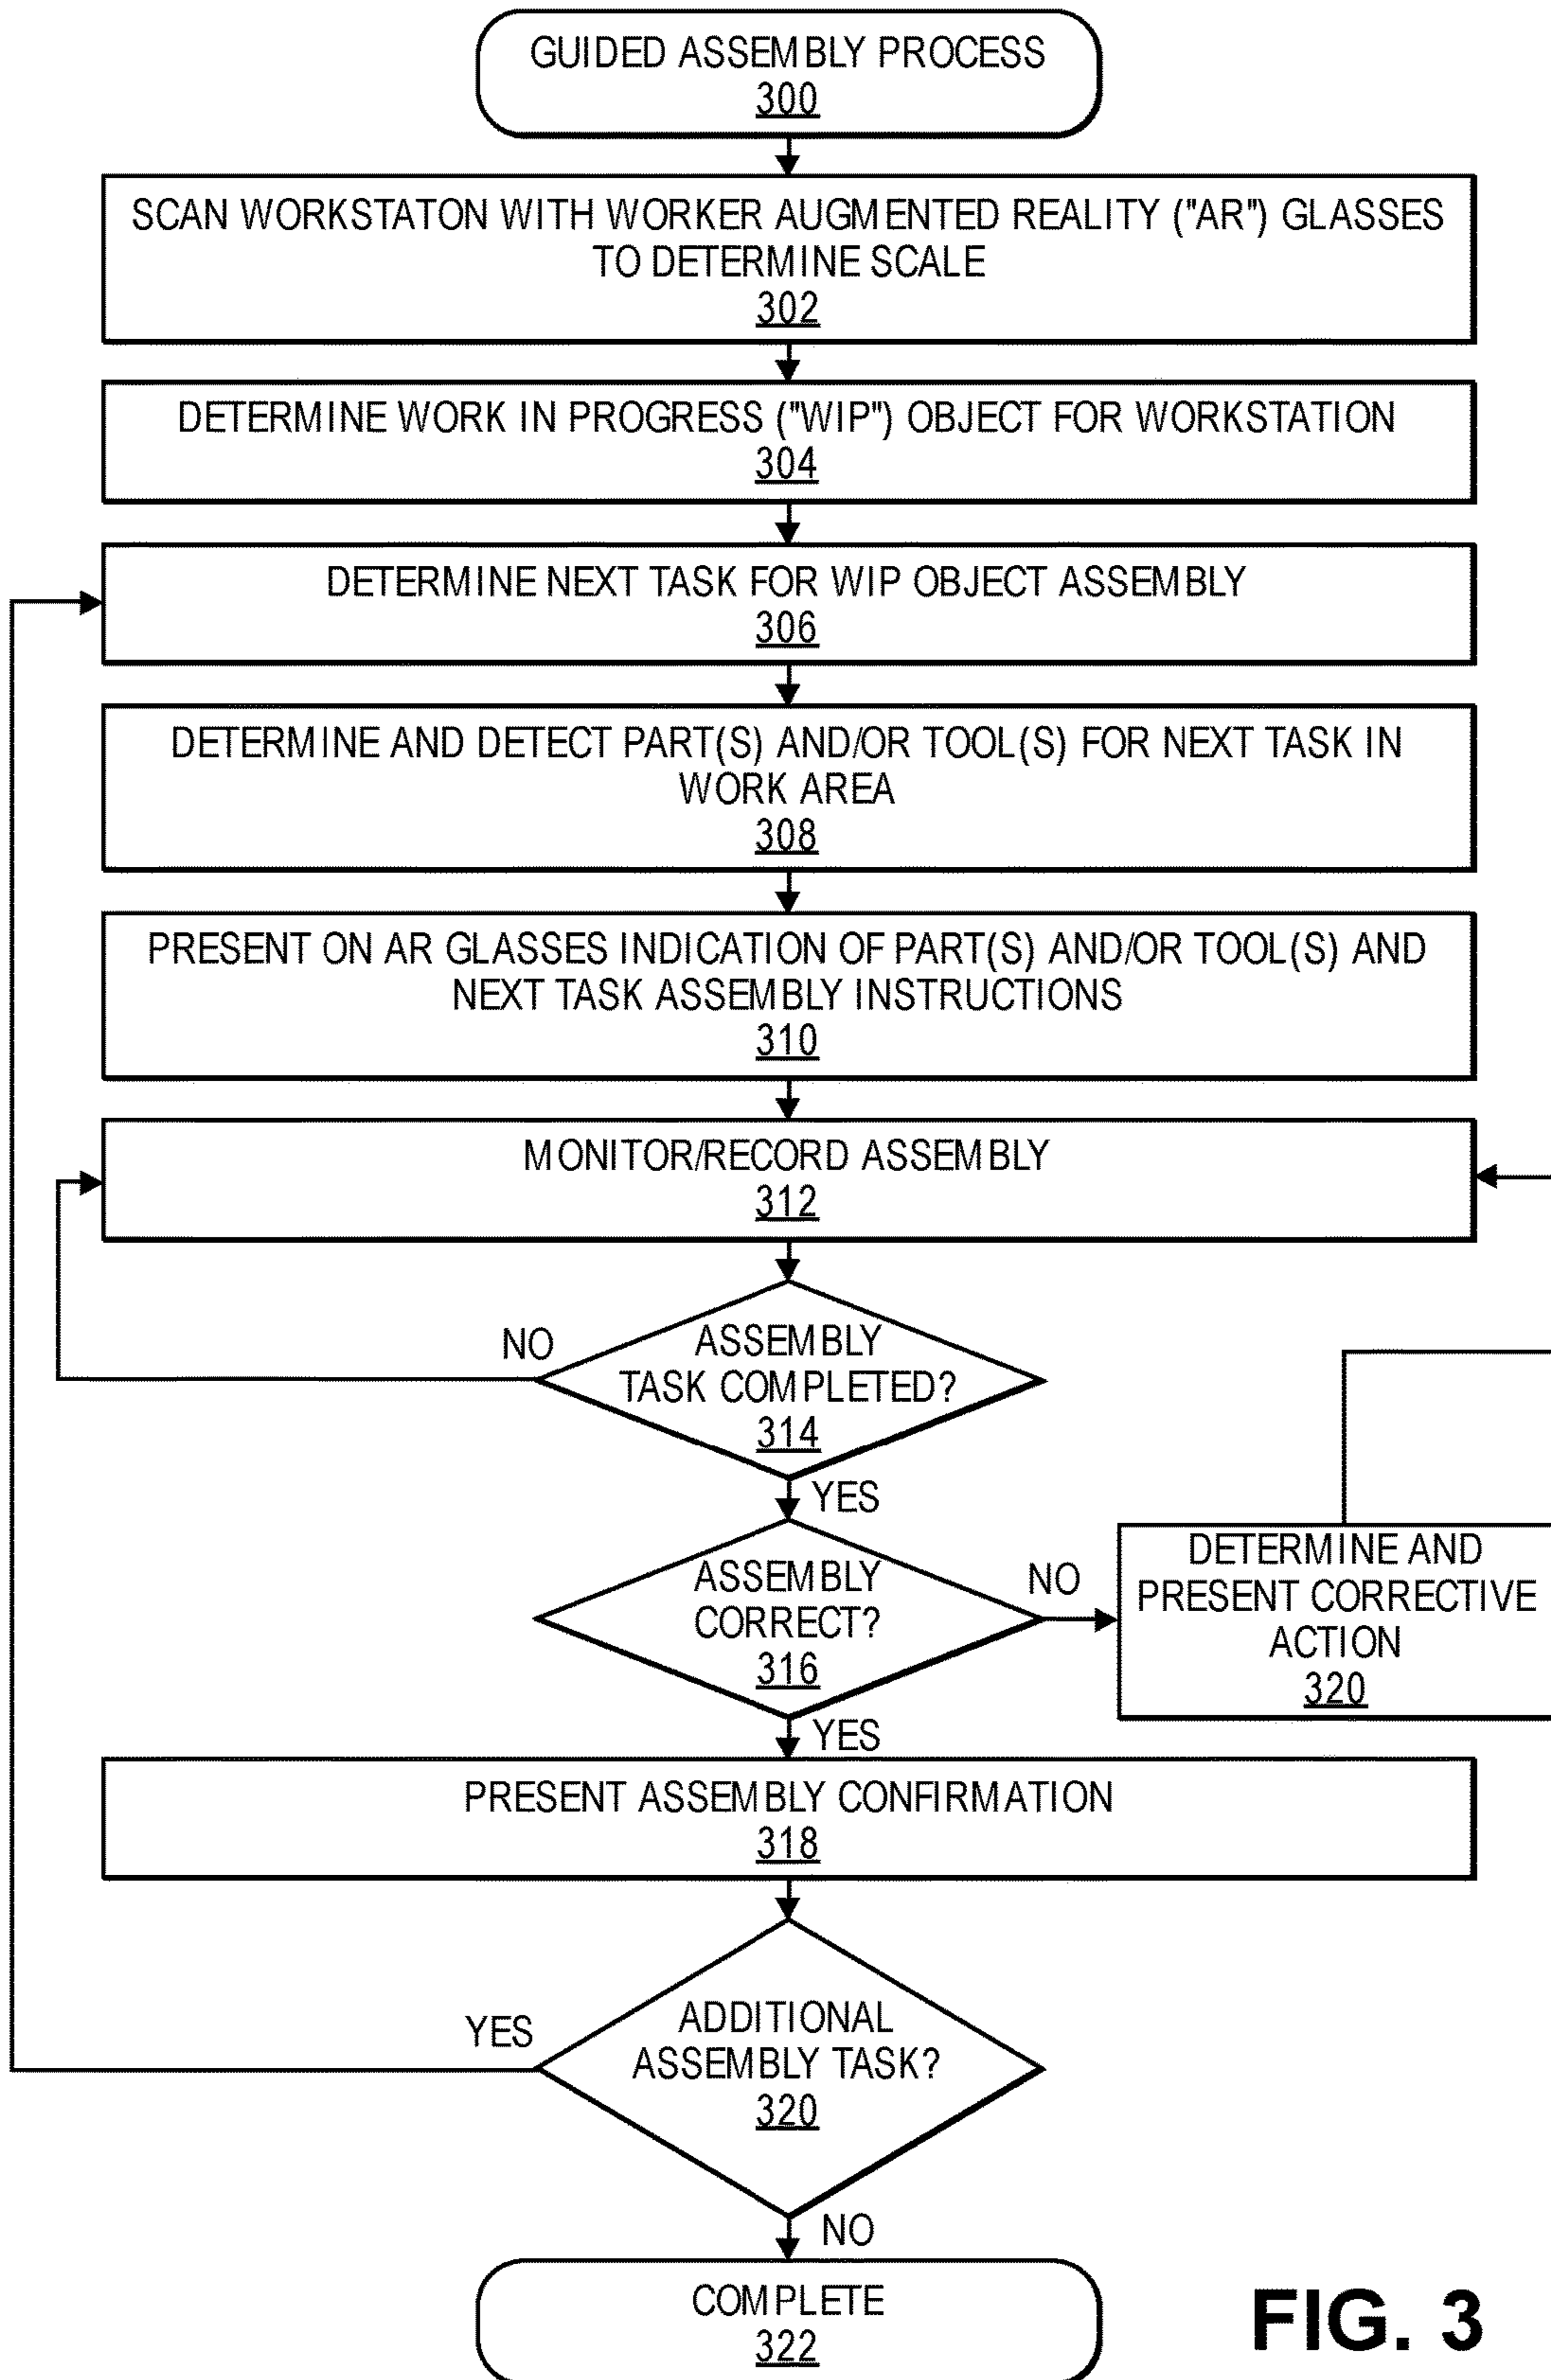 GUIDED ASSEMBLY PROCESS
300
SCAN WORKSTATON WITH WORKER AUGMENTED REALITY ("AR") GLASSES
TO DETERMINE SCALE
302
DETERMINE WORK IN PROGRESS ("WIP") OBJECT FOR WORKSTATION
304
DETERMINE NEXT TASK FOR WIP OBJECT ASSEMBLY
306
DETERMINE AND DETECT PART(S) AND/OR TOOL(S) FOR NEXT TASK IN
WORK AREA
308
PRESENT ON AR GLASSES INDICATION OF PART(S) AND/OR TOOL(S) AND
NEXT TASK ASSEMBLY INSTRUCTIONS
310
MONITOR/RECORD ASSEMBLY
312
NO
ASSEMBLY
TASK COMPLETED?
314
YES
ASSEMBLY
CORRECT?
316
NO
DETERMINE AND
PRESENT CORRECTIVE
ACTION
320
YES
PRESENT ASSEMBLY CONFIRMATION
318
YES
ADDITIONAL
ASSEMBLY TASK?
320
NO
COMPLETE
322
FIG. 3